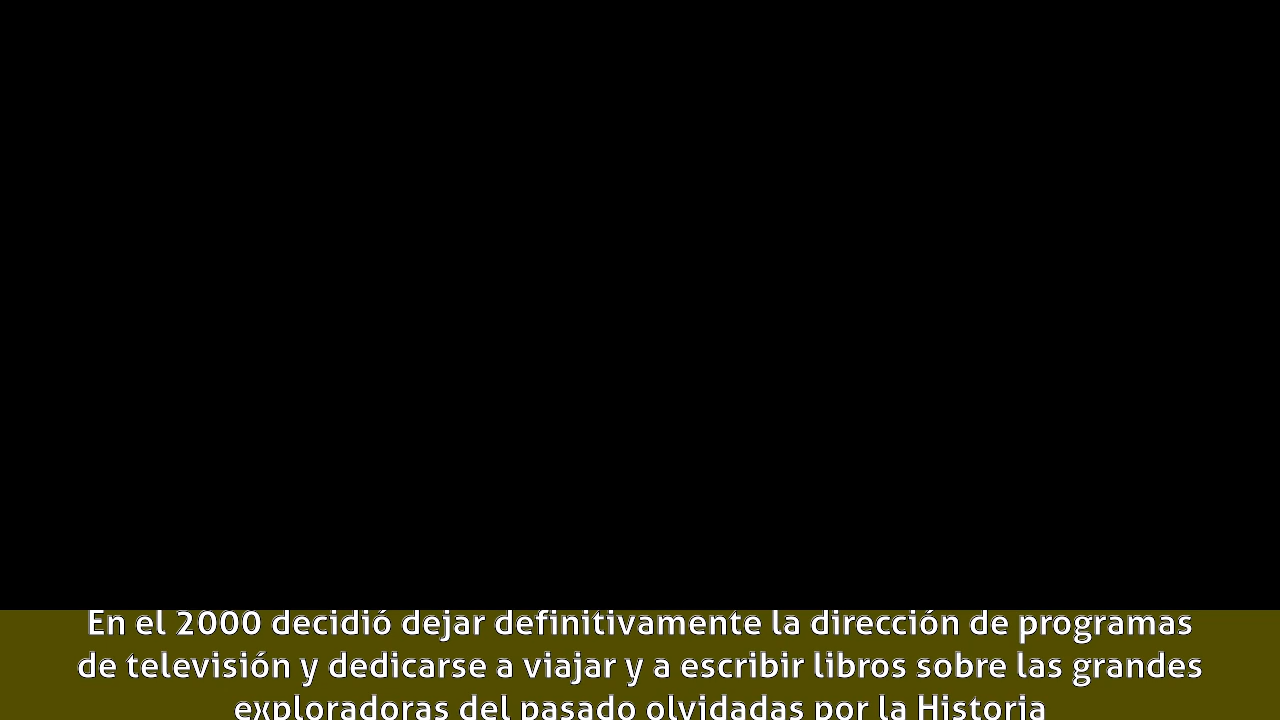 En el 2000 decidió dejar definitivamente la dirección de programas
de televisión y dedicarse a viajar y a escribir libros sobre las grandes
exploradoras del pasado olvidadas por la Historia